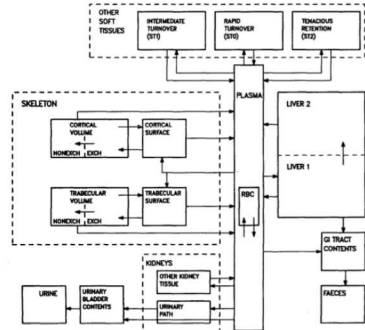 OTHER
SOFT
TISSUES
INTERMEDIATE
TURNOVER
(ST1)
RAPID
TURNOVER
(ST0)
TENACIOUS
RETENTION
(ST2)
PLASMA
SKELETON
CORTICAL
VOLUME
NONEXCH EXCH
CORTICAL
SURFACE
TRABECULAR
VOLUME
NONEXCH EXCH
TRABECULAR
SURFACE
RBC
LIVER 2
LIVER 1
GI TRACT
CONTENTS
FAECES
KIDNEYS
OTHER KIDNEY
TISSUE
URINARY
PATH
URINARY
BLADDER
CONTENTS
URINE